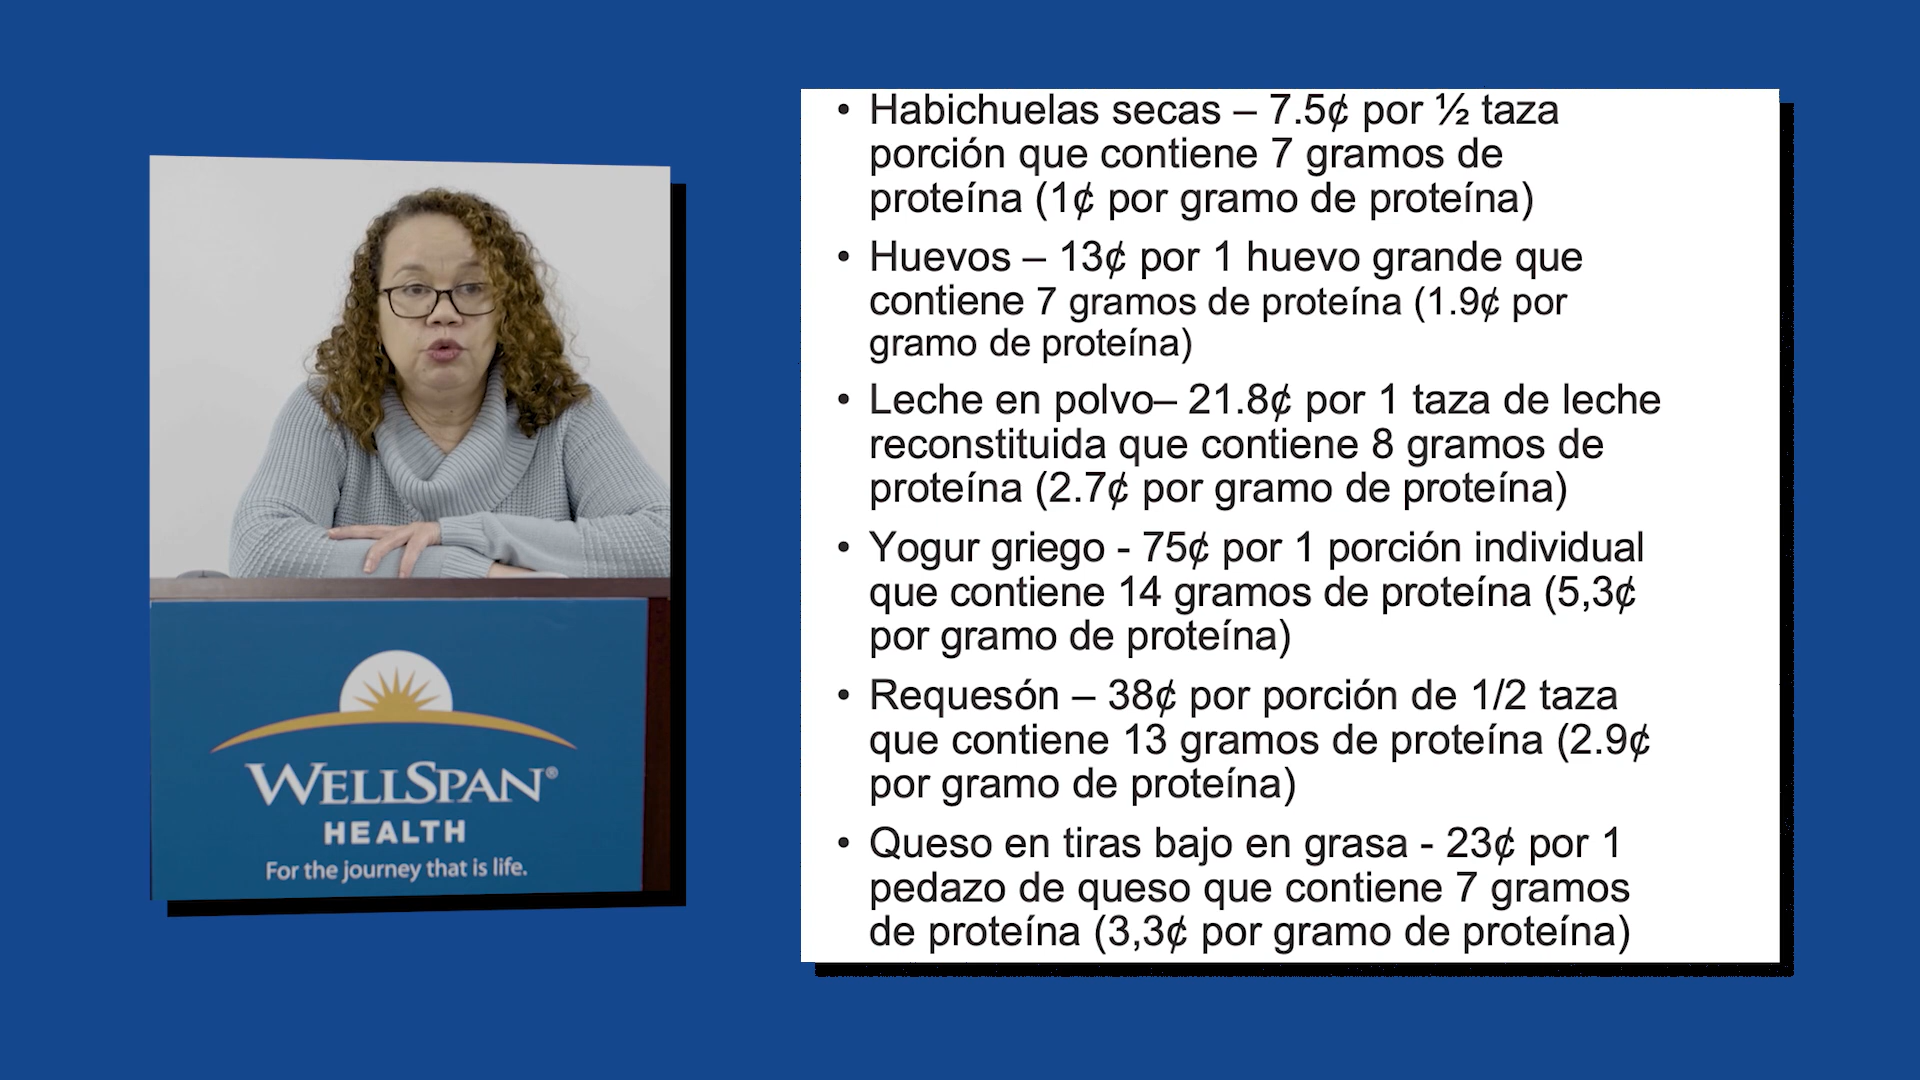 • Habichuelas secas – 7.5¢ por ½ taza
porción que contiene 7 gramos de
proteína (1¢ por gramo de proteína)
• Huevos – 13¢ por 1 huevo grande que
contiene 7 gramos de proteína (1.9¢ por
gramo de proteína)
• Leche en polvo– 21.8¢ por 1 taza de leche
reconstituida que contiene 8 gramos de
proteína (2.7¢ por gramo de proteína)
• Yogur griego - 75¢ por 1 porción individual
que contiene 14 gramos de proteína (5,3¢
por gramo de proteína)
• Requesón – 38¢ por porción de 1/2 taza
que contiene 13 gramos de proteína (2.9¢
por gramo de proteína)
• Queso en tiras bajo en grasa - 23¢ por 1
pedazo de queso que contiene 7 gramos
de proteína (3,3¢ por gramo de proteína)
WELLSPAN®
HEALTH
For the journey that is life.